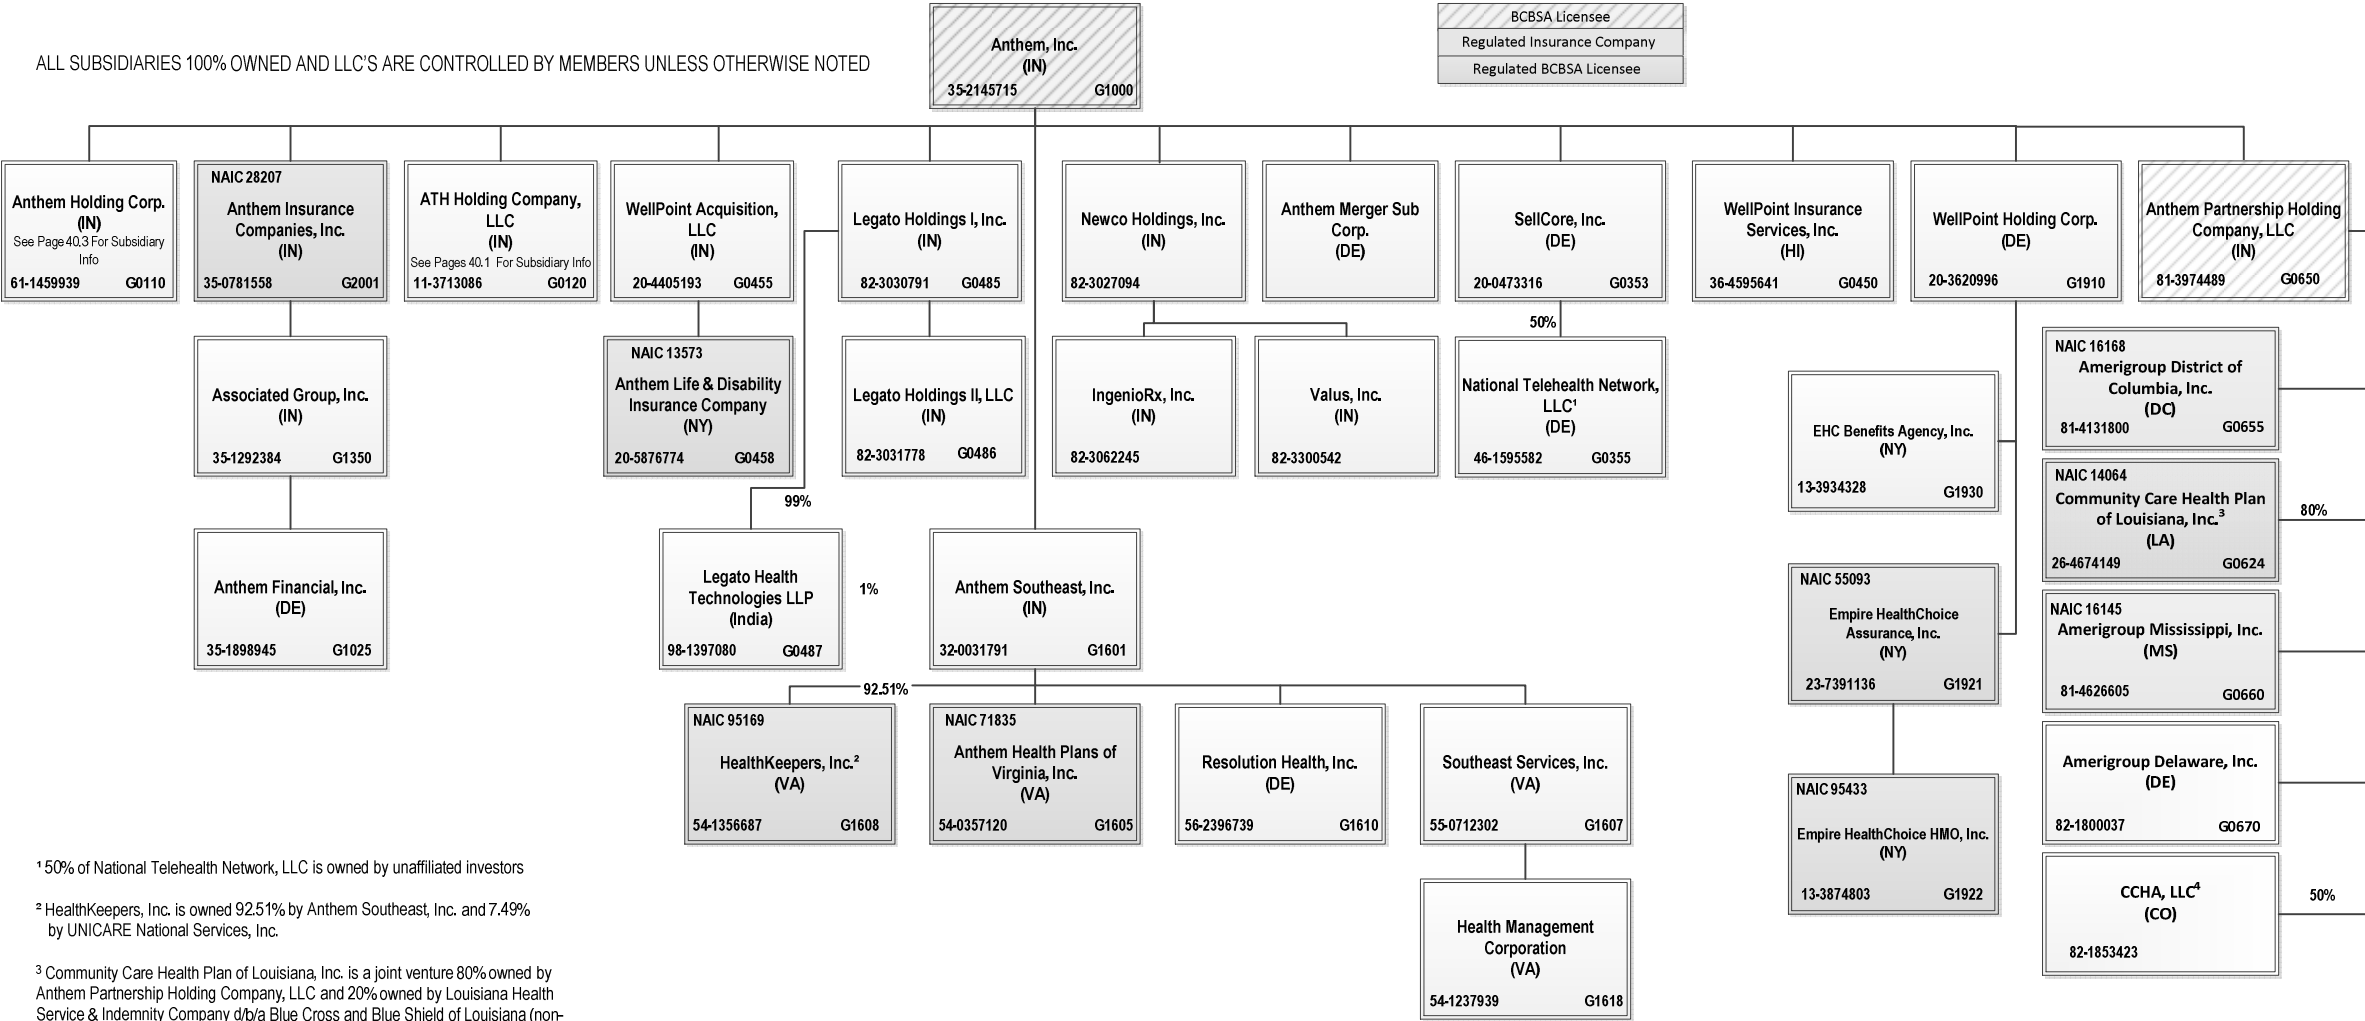 Anthem, Inc.
(IN)
35-2145715 G1000
BCBSA Licensee
Regulated Insurance Company
Regulated BCBSA Licensee
ALL SUBSIDIARIES 100% OWNED AND LLC'S ARE CONTROLLED BY MEMBERS UNLESS OTHERWISE NOTED
Anthem Holding Corp.
(IN)
See Page 40.3 For Subsidiary
Info
61-1459939 G0110
NAIC 28207
Anthem Insurance
Companies, Inc.
(IN)
35-0781558 G2001
ATH Holding Company,
LLC
(IN)
See Pages 40.1 For Subsidiary Info
11-3713086 G0120
WellPoint Acquisition,
LLC
(IN)
20-4405193 G0455
Legato Holdings I, Inc.
(IN)
82-3030791 G0485
Newco Holdings, Inc.
(IN)
82-3027094
Anthem Merger Sub
Corp.
(DE)
SellCore, Inc.
(DE)
20-0473316 G0353
WellPoint Insurance
Services, Inc.
(HI)
36-4595641 G0450
WellPoint Holding Corp.
(DE)
20-3620996 G1910
Anthem Partnership Holding
Company, LLC
(IN)
81-3974489 G0650
50%
Associated Group, Inc.
(IN)
35-1292384 G1350
NAIC 13573
Anthem Life & Disability
Insurance Company
(NY)
20-5876774 G0458
Legato Holdings II, LLC
(IN)
82-3031778 G0486
IngenioRx, Inc.
(IN)
82-3062245
Valus, Inc.
(IN)
82-3300542
National Telehealth Network,
LLC¹
(DE)
46-1595582 G0355
EHC Benefits Agency, Inc.
(NY)
13-3934328 G1930
NAIC 16168
Amerigroup District of
Columbia, Inc.
(DC)
81-4131800 G0655
NAIC 14064
Community Care Health Plan
of Louisiana, Inc.³
(LA)
26-4674149 G0624
80%
99%
Anthem Financial, Inc.
(DE)
35-1898945 G1025
Legato Health
Technologies LLP
(India)
98-1397080 G0487
1%
Anthem Southeast, Inc.
(IN)
32-0031791 G1601
NAIC 55093
Empire HealthChoice
Assurance, Inc.
(NY)
23-7391136 G1921
NAIC 16145
Amerigroup Mississippi, Inc.
(MS)
81-4626605 G0660
92.51%
NAIC 95169
HealthKeepers, Inc.²
(VA)
54-1356687 G1608
NAIC 71835
Anthem Health Plans of
Virginia, Inc.
(VA)
54-0357120 G1605
Resolution Health, Inc.
(DE)
56-2396739 G1610
Southeast Services, Inc.
(VA)
55-0712302 G1607
Amerigroup Delaware, Inc.
(DE)
82-1800037 G0670
NAIC 95433
Empire HealthChoice HMO, Inc.
(NY)
13-3874803 G1922
CCHA, LLC⁴
(CO)
82-1853423
50%
Health Management
Corporation
(VA)
54-1237939 G1618
¹ 50% of National Telehealth Network, LLC is owned by unaffiliated investors
² HealthKeepers, Inc. is owned 92.51% by Anthem Southeast, Inc. and 7.49%
by UNICARE National Services, Inc.
³ Community Care Health Plan of Louisiana, Inc. is a joint venture 80% owned by
Anthem Partnership Holding Company, LLC and 20% owned by Louisiana Health
Service & Indemnity Company d/b/a Blue Cross and Blue Shield of Louisiana (non-